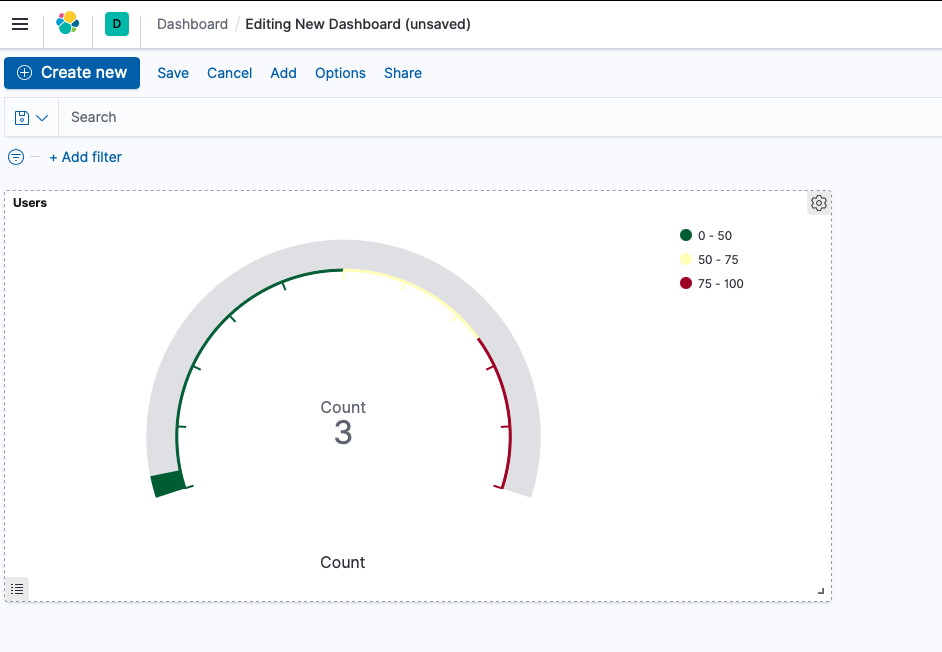 D Dashboard / Editing New Dashboard (unsaved)
Create new Save Cancel Add Options Share
Search
+ Add filter
Users
0 - 50
50 - 75
75 - 100
Count
3
Count